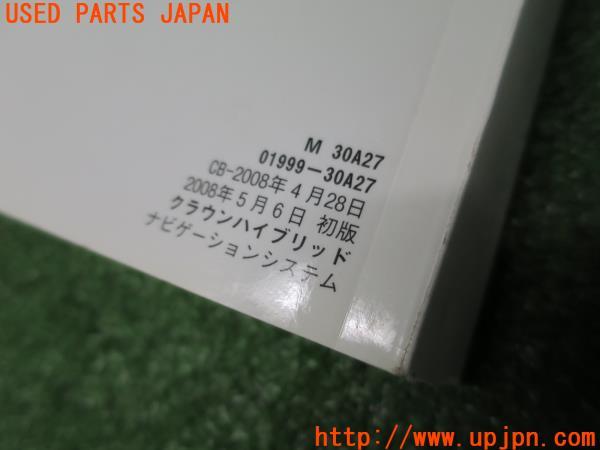 USED PARTS JAPAN
M 30A27
01999-30A27
CB-2008年4月28日
2008年5月6日 初版
クラウンハイブリッド
ナビゲーションシステム
http://www.upjpn.com